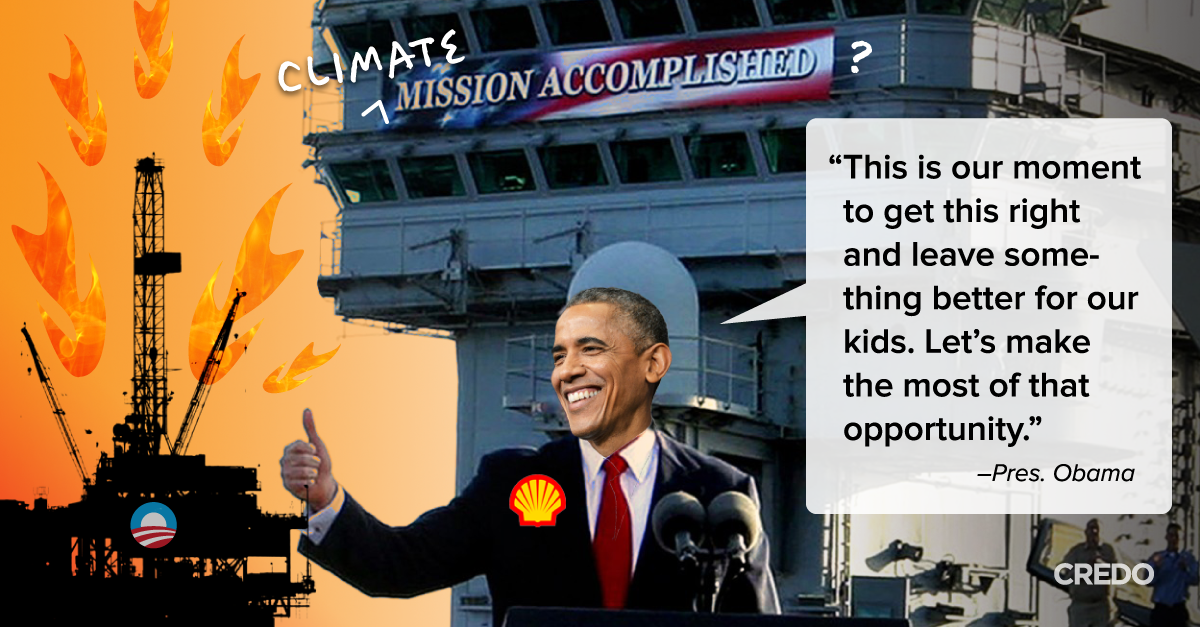 CLIMATE
MISSION ACCOMPLISHED ?
“This is our moment
to get this right
and leave some-
thing better for our
kids. Let’s make
the most of that
opportunity.”
–Pres. Obama
CREDO